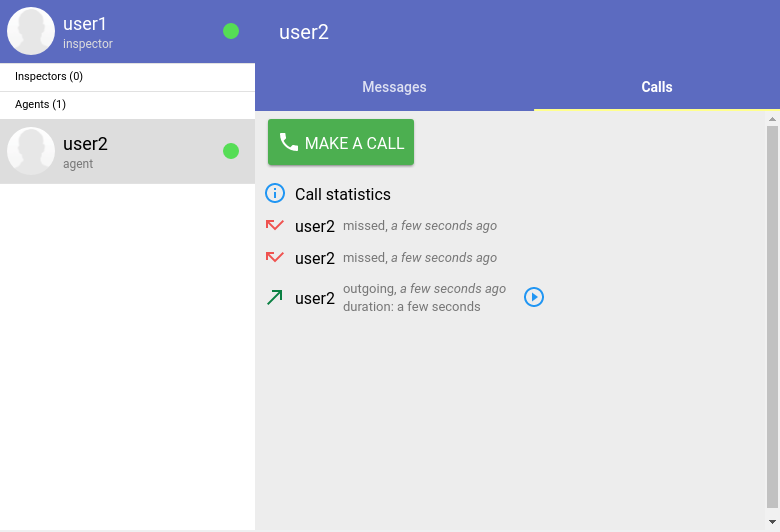 user1
inspector
Inspectors (0)
Agents (1)
user2
agent
user2
Messages
Calls
MAKE A CALL
Call statistics
user2 missed, a few seconds ago
user2 missed, a few seconds ago
user2 outgoing, a few seconds ago
duration: a few seconds